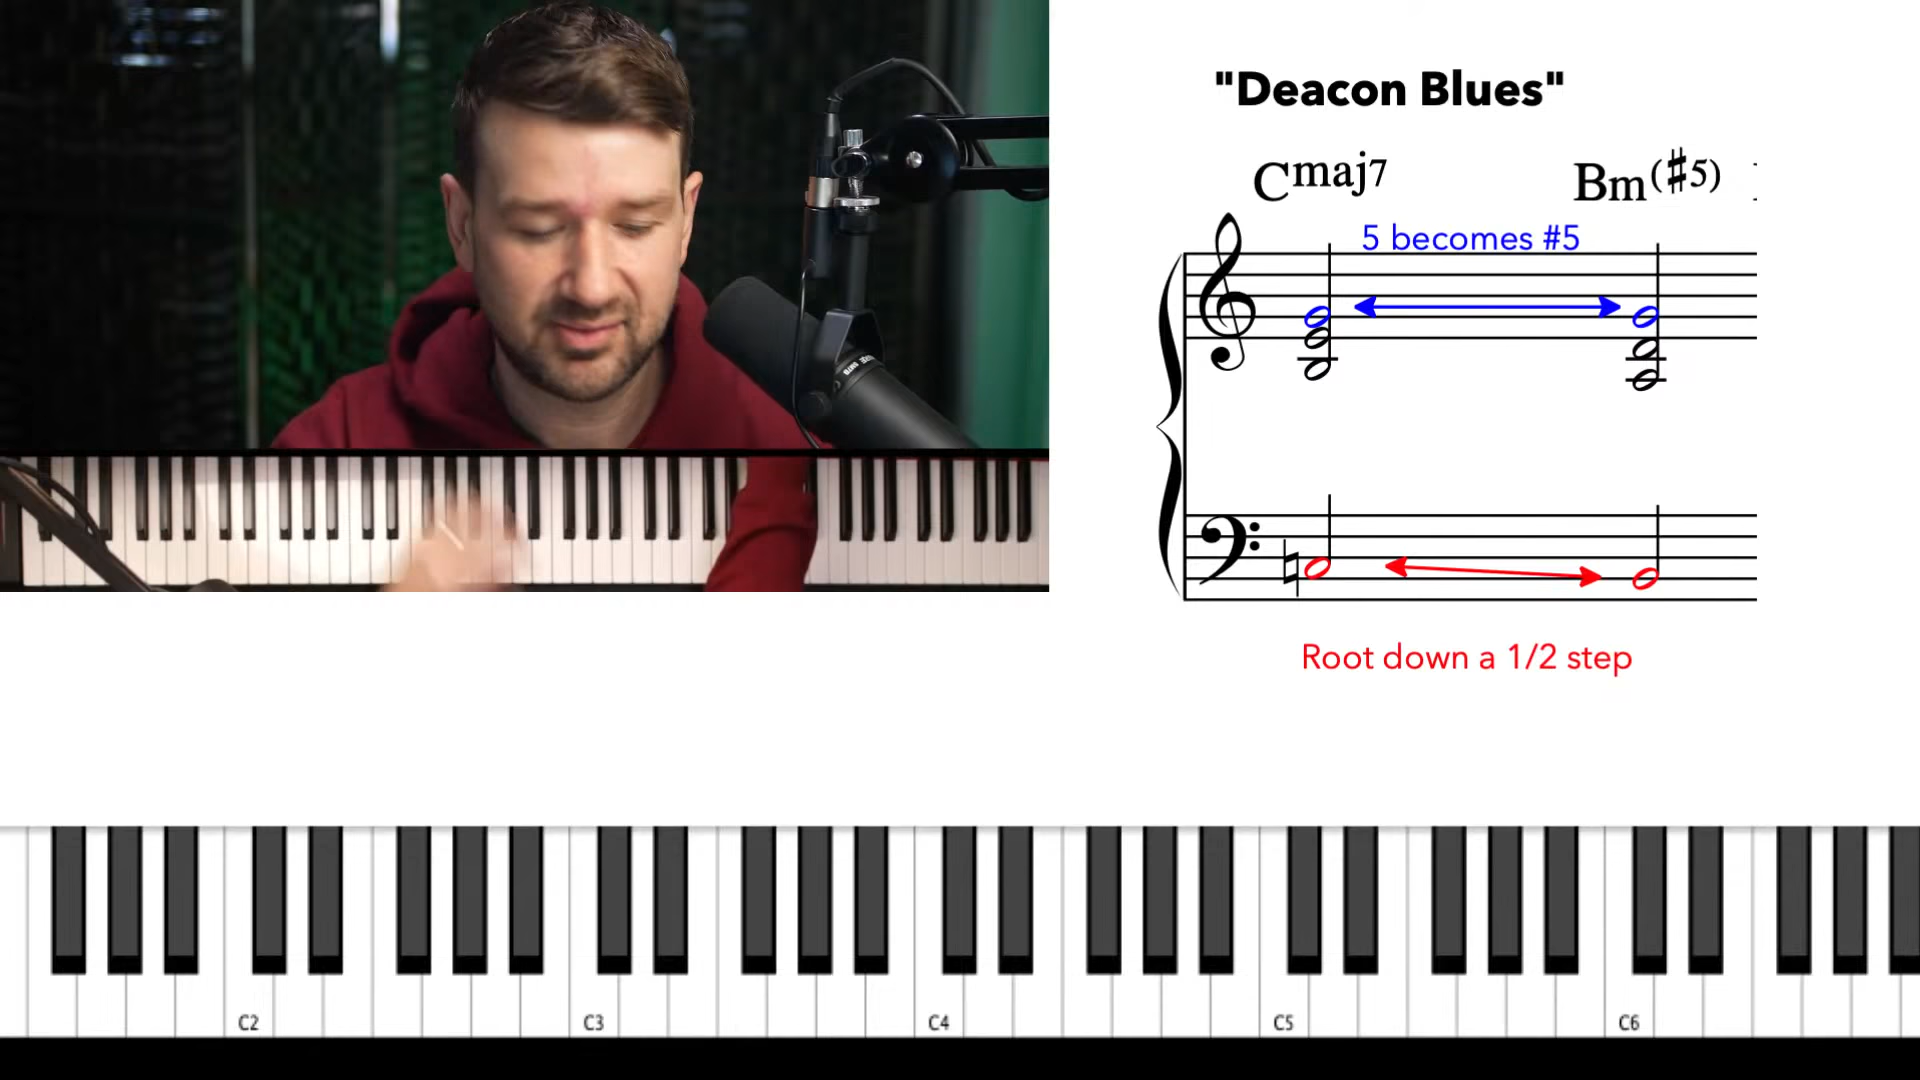 "Deacon Blues"
Cmaj7 Bm(♯5)
5 becomes #5
Root down a 1/2 step
C2 C3 C4 C5 C6